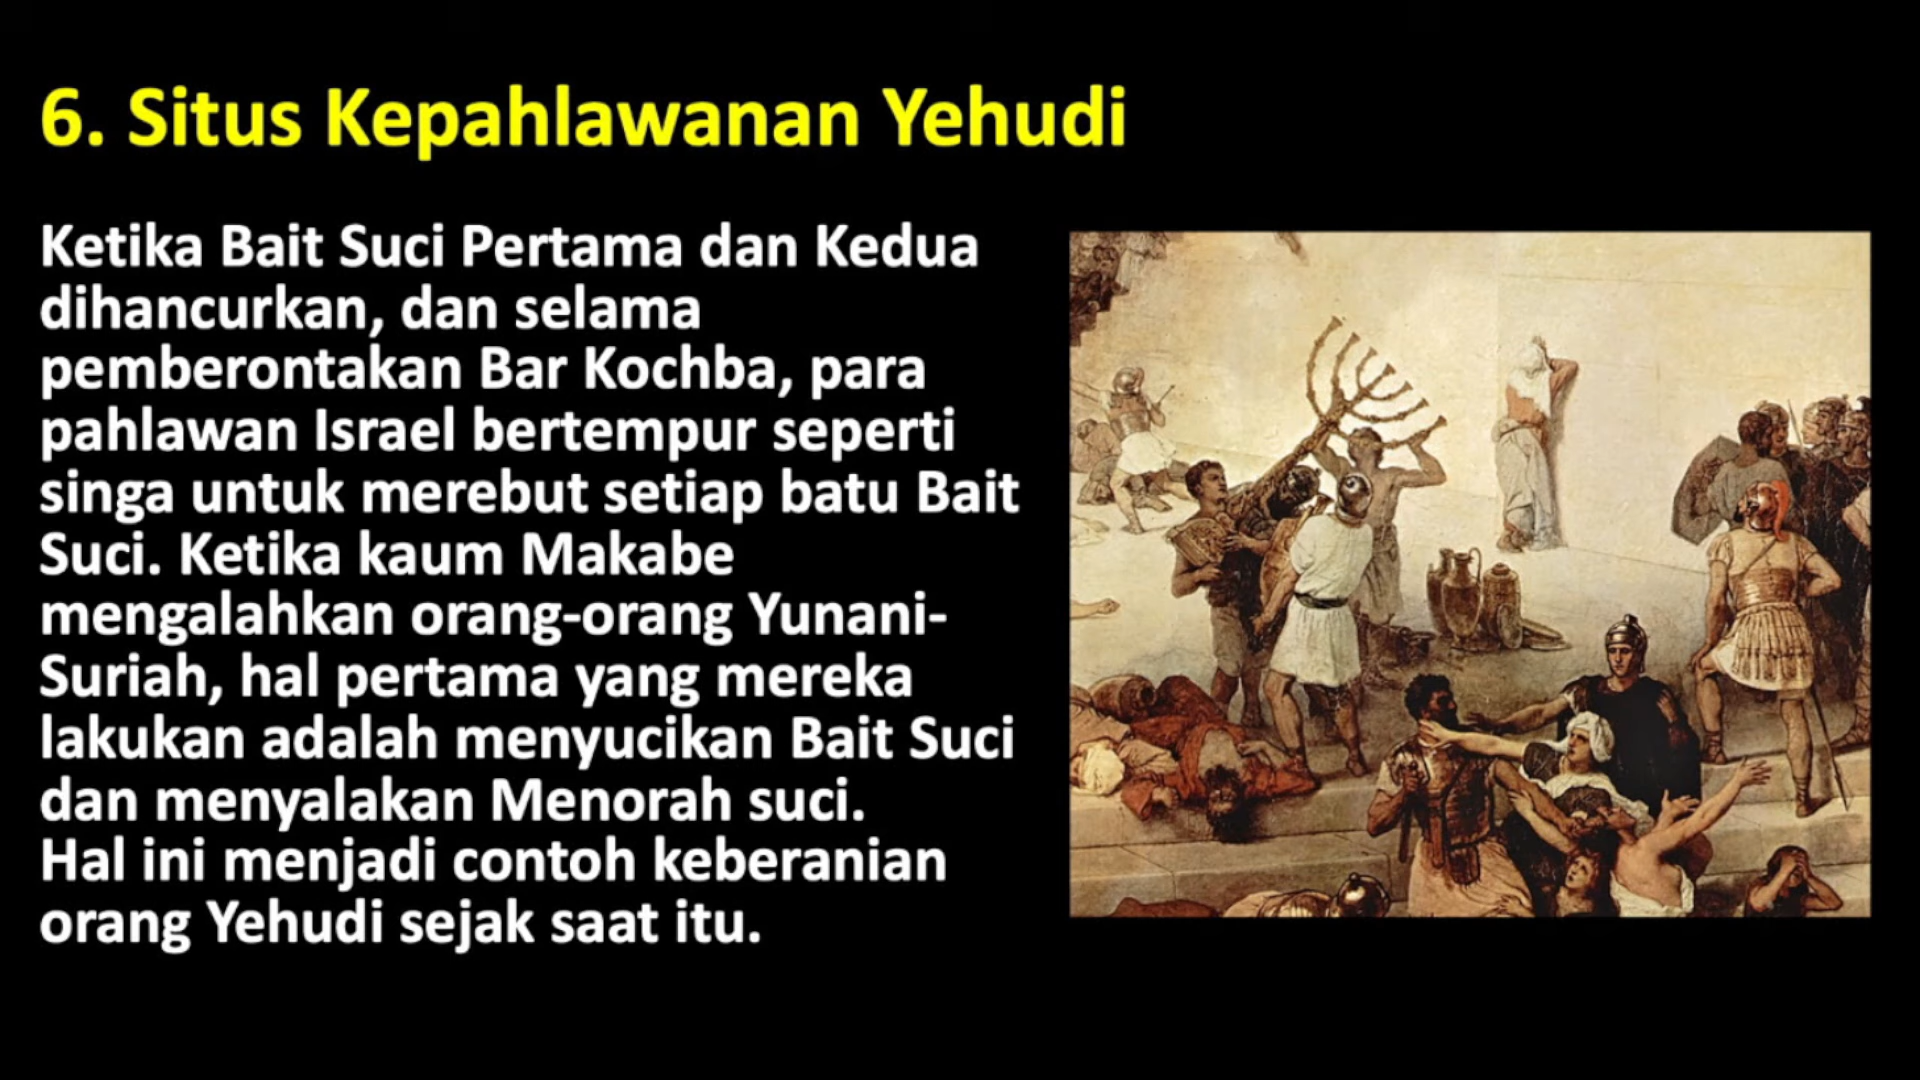 6. Situs Kepahlawanan Yehudi
Ketika Bait Suci Pertama dan Kedua
dihancurkan, dan selama
pemberontakan Bar Kochba, para
pahlawan Israel bertempur seperti
singa untuk merebut setiap batu Bait
Suci. Ketika kaum Makabe
mengalahkan orang-orang Yunani-
Suriah, hal pertama yang mereka
lakukan adalah menyucikan Bait Suci
dan menyalakan Menorah suci.
Hal ini menjadi contoh keberanian
orang Yehudi sejak saat itu.